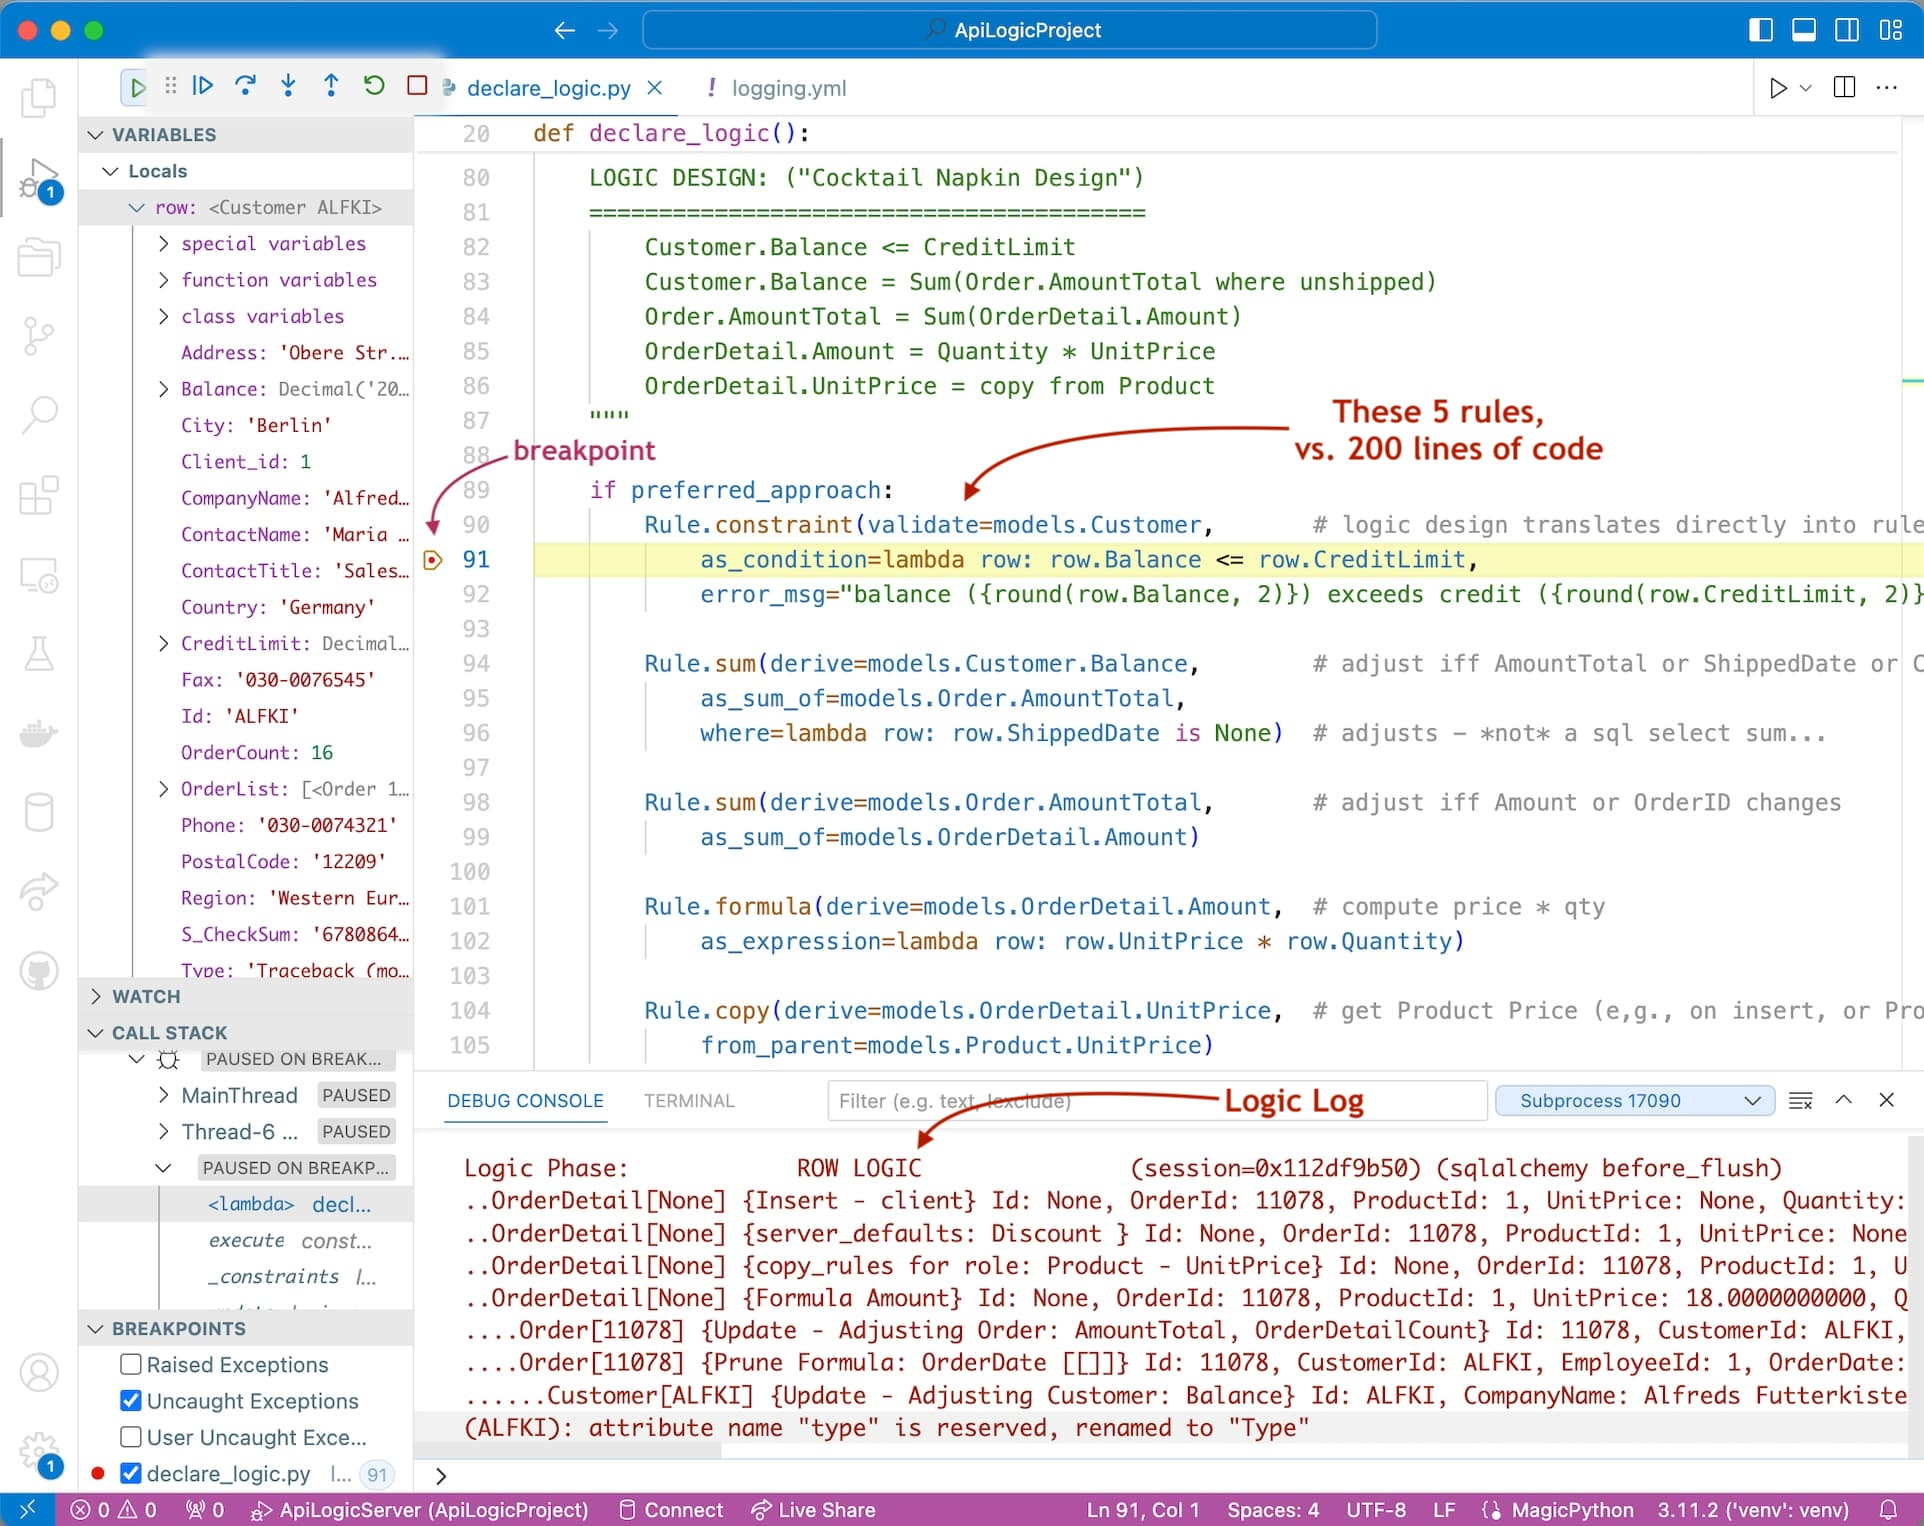 ApiLogicProject
declare_logic.py
! logging.yml
VARIABLES
Locals
row: <Customer ALFKI>
special variables
function variables
class variables
Address: 'Obere Str.…
Balance: Decimal('20…
City: 'Berlin'
Client_id: 1
CompanyName: 'Alfred…
ContactName: 'Maria …
ContactTitle: 'Sales…
Country: 'Germany'
CreditLimit: Decimal…
Fax: '030-0076545'
Id: 'ALFKI'
OrderCount: 16
OrderList: [<Order 1…
Phone: '030-0074321'
PostalCode: '12209'
Region: 'Western Eur…
S_CheckSum: '6780864…
Type: 'Traceback (mo…
WATCH
CALL STACK
PAUSED ON BREAK…
MainThread PAUSED
Thread-6 ... PAUSED
PAUSED ON BREAKP…
<lambda> decl...
execute const...
_constraints l...
BREAKPOINTS
Raised Exceptions
Uncaught Exceptions
User Uncaught Exce...
declare_logic.py l... 91
1
1
20 def declare_logic():
80 LOGIC DESIGN: ("Cocktail Napkin Design")
81 ========================================
82 Customer.Balance <= CreditLimit
83 Customer.Balance = Sum(Order.AmountTotal where unshipped)
84 Order.AmountTotal = Sum(OrderDetail.Amount)
85 OrderDetail.Amount = Quantity * UnitPrice
86 OrderDetail.UnitPrice = copy from Product
87 """
These 5 rules,
vs. 200 lines of code
breakpoint
88
89 if preferred_approach:
90 Rule.constraint(validate=models.Customer, # logic design translates directly into rule
91 as_condition=lambda row: row.Balance <= row.CreditLimit,
92 error_msg="balance ({round(row.Balance, 2)}) exceeds credit ({round(row.CreditLimit, 2)}
93
94 Rule.sum(derive=models.Customer.Balance, # adjust iff AmountTotal or ShippedDate or C
95 as_sum_of=models.Order.AmountTotal,
96 where=lambda row: row.ShippedDate is None) # adjusts - *not* a sql select sum...
97
98 Rule.sum(derive=models.Order.AmountTotal, # adjust iff Amount or OrderID changes
99 as_sum_of=models.OrderDetail.Amount)
100
101 Rule.formula(derive=models.OrderDetail.Amount, # compute price * qty
102 as_expression=lambda row: row.UnitPrice * row.Quantity)
103
104 Rule.copy(derive=models.OrderDetail.UnitPrice, # get Product Price (e,g., on insert, or Pro
105 from_parent=models.Product.UnitPrice)
DEBUG CONSOLE TERMINAL Filter (e.g. text, !exclude) Logic Log Subprocess 17090
Logic Phase: ROW LOGIC (session=0x112df9b50) (sqlalchemy before_flush)
..OrderDetail[None] {Insert - client} Id: None, OrderId: 11078, ProductId: 1, UnitPrice: None, Quantity:
..OrderDetail[None] {server_defaults: Discount } Id: None, OrderId: 11078, ProductId: 1, UnitPrice: None
..OrderDetail[None] {copy_rules for role: Product - UnitPrice} Id: None, OrderId: 11078, ProductId: 1, U
..OrderDetail[None] {Formula Amount} Id: None, OrderId: 11078, ProductId: 1, UnitPrice: 18.0000000000, Q
....Order[11078] {Update - Adjusting Order: AmountTotal, OrderDetailCount} Id: 11078, CustomerId: ALFKI,
....Order[11078] {Prune Formula: OrderDate [[]]} Id: 11078, CustomerId: ALFKI, EmployeeId: 1, OrderDate:
......Customer[ALFKI] {Update - Adjusting Customer: Balance} Id: ALFKI, CompanyName: Alfreds Futterkiste
(ALFKI): attribute name "type" is reserved, renamed to "Type"
0 0 0 ApiLogicServer (ApiLogicProject) Connect Live Share Ln 91, Col 1 Spaces: 4 UTF-8 LF MagicPython 3.11.2 ('venv': venv)